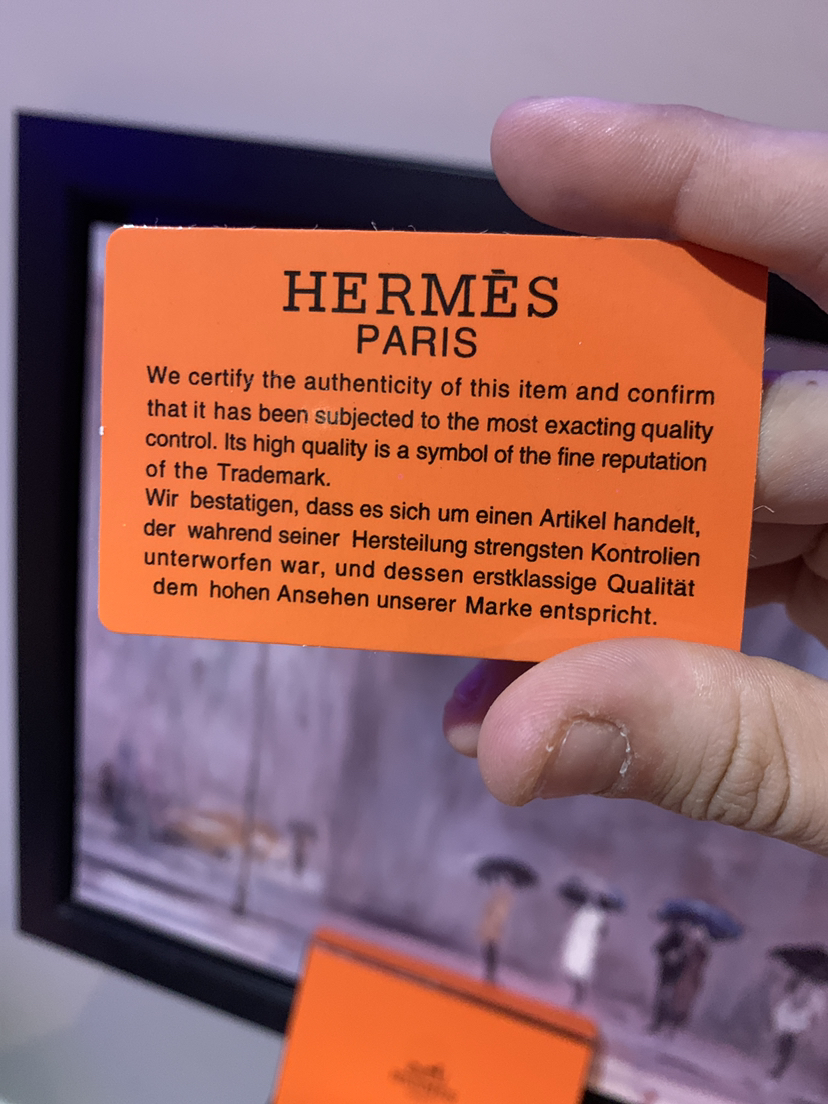 HERMÈS
PARIS
We certify the authenticity of this item and confirm
that it has been subjected to the most exacting quality
control. Its high quality is a symbol of the fine reputation
of the Trademark.
Wir bestatigen, dass es sich um einen Artikel handelt,
der wahrend seiner Hersteilung strengsten Kontrolien
unterworfen war, und dessen erstklassige Qualität
dem hohen Ansehen unserer Marke entspricht.